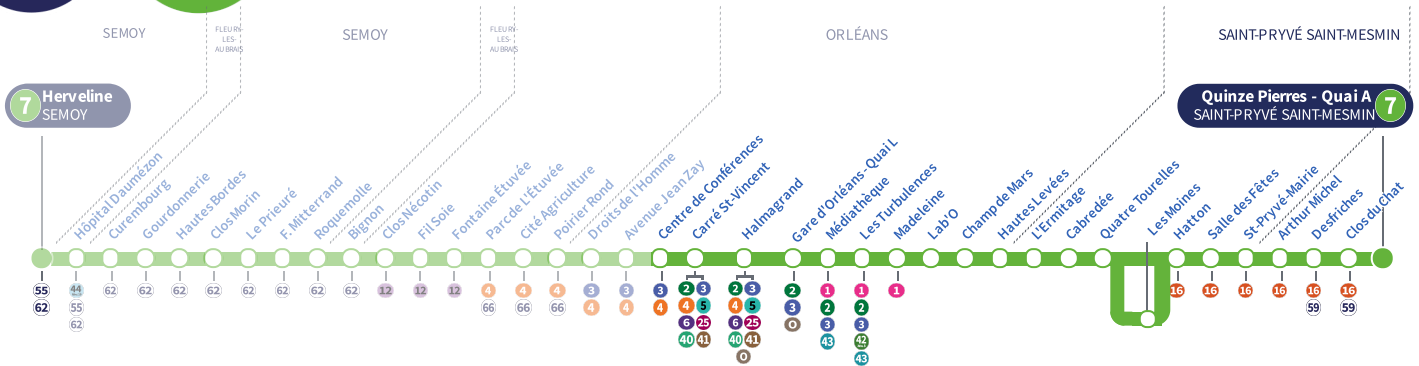 SEMOY
FLEURY-
LES-
AUBRAIS
SEMOY
FLEURY-
LES-
AUBRAIS
ORLÉANS
SAINT-PRYVÉ SAINT-MESMIN
7
Herveline
SEMOY
Quinze Pierres - Quai A
SAINT-PRYVÉ SAINT-MESMIN
7
Hôpital Daumézon
Curembourg
Gourdonnerie
Hautes Bordes
Clos Morin
Le Prieuré
F. Mitterrand
Roquemolle
Bignon
Clos Nécotin
Fil Soie
Fontaine Étuvée
Parc de L'Étuvée
Cité Agriculture
Poirier Rond
Droits de l'Homme
Avenue Jean Zay
Centre de Conférences
Carré St-Vincent
Halmagrand
Gare d'Orléans - Quai L
Médiathèque
Les Turbulences
Madeleine
Lab'O
Champ de Mars
Hautes Levées
L'Ermitage
Cabredée
Quatre Tourelles
Les Moines
Hatton
Salle des Fêtes
St-Pryvé-Mairie
Arthur Michel
Desfriches
Clos du Chat
55 44 62 62 62 62 62 62 62 62 12 12 12 4 4 4 3 3 3 2 3 2 3 2 1 1 1 16 16 16 16 16 16
62 55 66 66 66 4 4 4 4 5 4 5 3 2 2 59 59
62 6 25 6 25 O 3 3
40 41 40 41 43 42
O 43